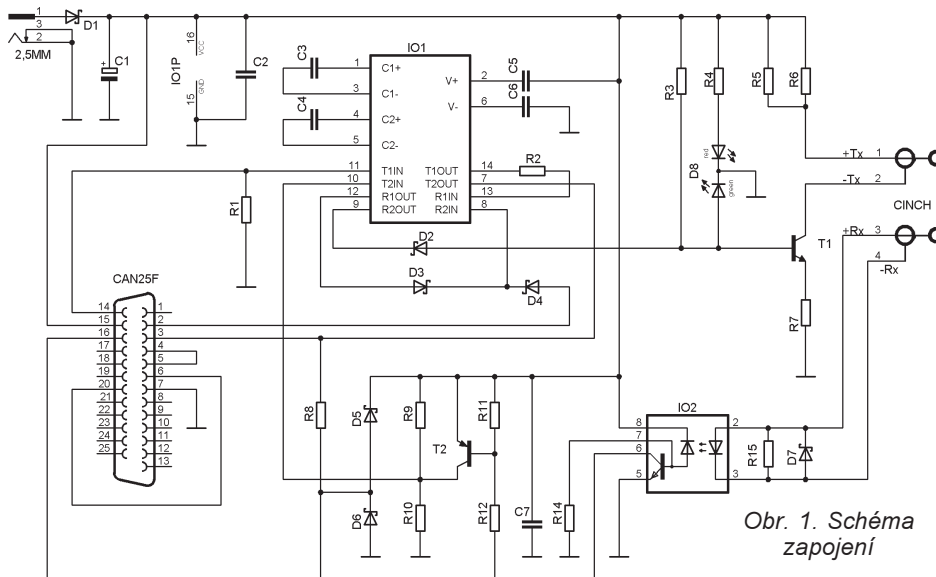 1
3
2
2,5MM
D1
C1
IO1P
16
VCC
15
GND
C2
C3
C4
IO1
1 C1+
3 C1-
4 C2+
5 C2-
11 T1IN
10 T2IN
12 R1OUT
9 R2OUT
V+ 2
V- 6
T1OUT 14
T2OUT 7
R1IN 13
R2IN 8
C5
C6
R2
R1
D2
D3
D4
R3
R4
R5
R6
red
D8
green
T1
R7
+Tx 1
-Tx 2
CINCH
+Rx 3
4
-Rx
CAN25F
14 1
15 2
16 3
17 4
18 5
19 6
20 7
21 8
22 9
23 10
24 11
25 12
13
R8
D5
D6
R9
R10
T2
R11
R12
C7
R14
IO2
8
7
6
5
2
3
R15
D7
Obr. 1. Schéma
zapojení